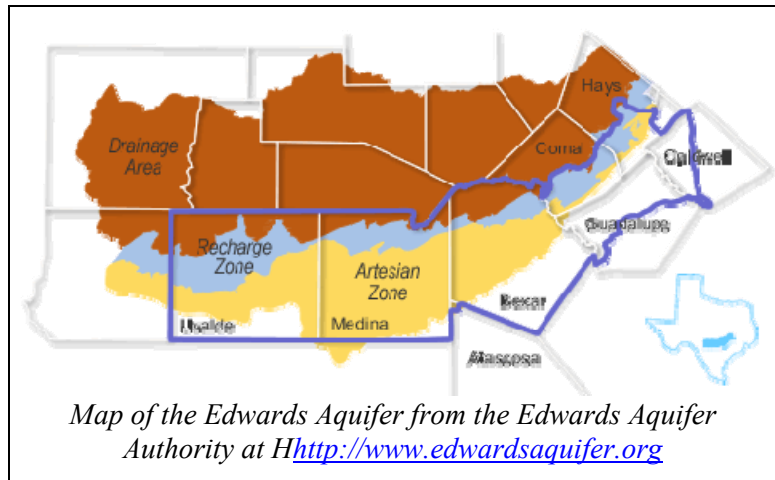 Hays
Drainage
Area
Comal
Caldwell
Guadalupe
Recharge
Zone
Artesian
Zone
Bexar
Uvalde
Medina
Atascosa
Map of the Edwards Aquifer from the Edwards Aquifer
Authority at Hhttp://www.edwardsaquifer.org